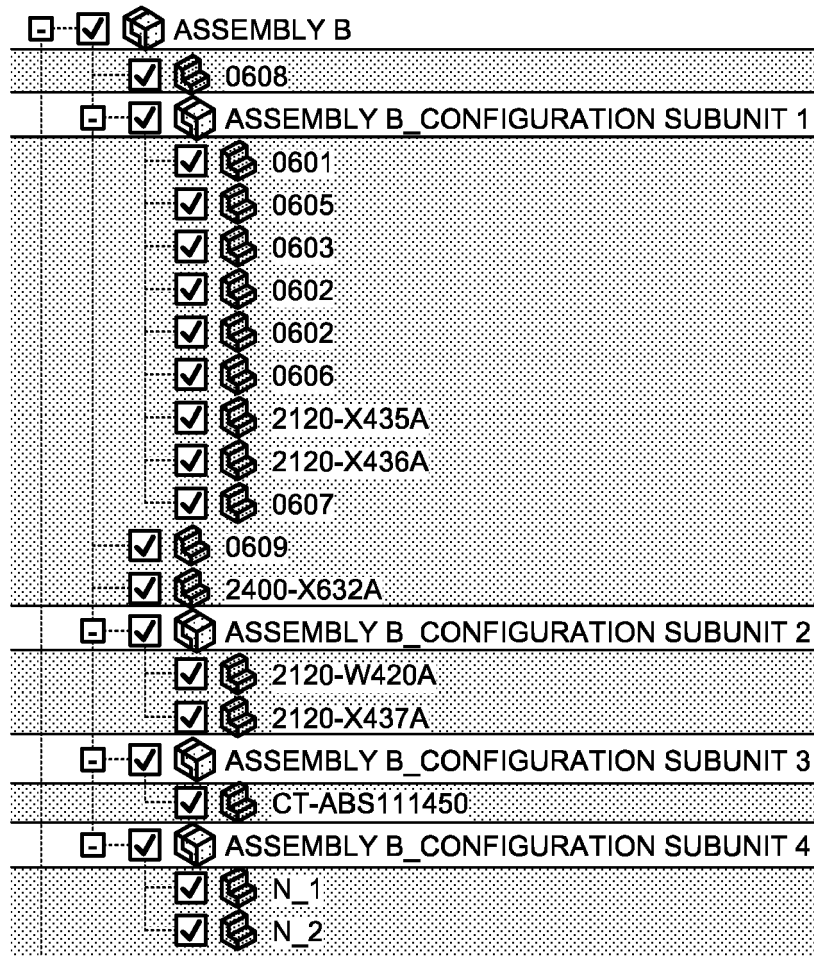 ASSEMBLY B
0608
ASSEMBLY B_CONFIGURATION SUBUNIT 1
0601
0605
0603
0602
0602
0606
2120-X435A
2120-X436A
0607
0609
2400-X632A
ASSEMBLY B_CONFIGURATION SUBUNIT 2
2120-W420A
2120-X437A
ASSEMBLY B_CONFIGURATION SUBUNIT 3
CT-ABS111450
ASSEMBLY B_CONFIGURATION SUBUNIT 4
N_1
N_2